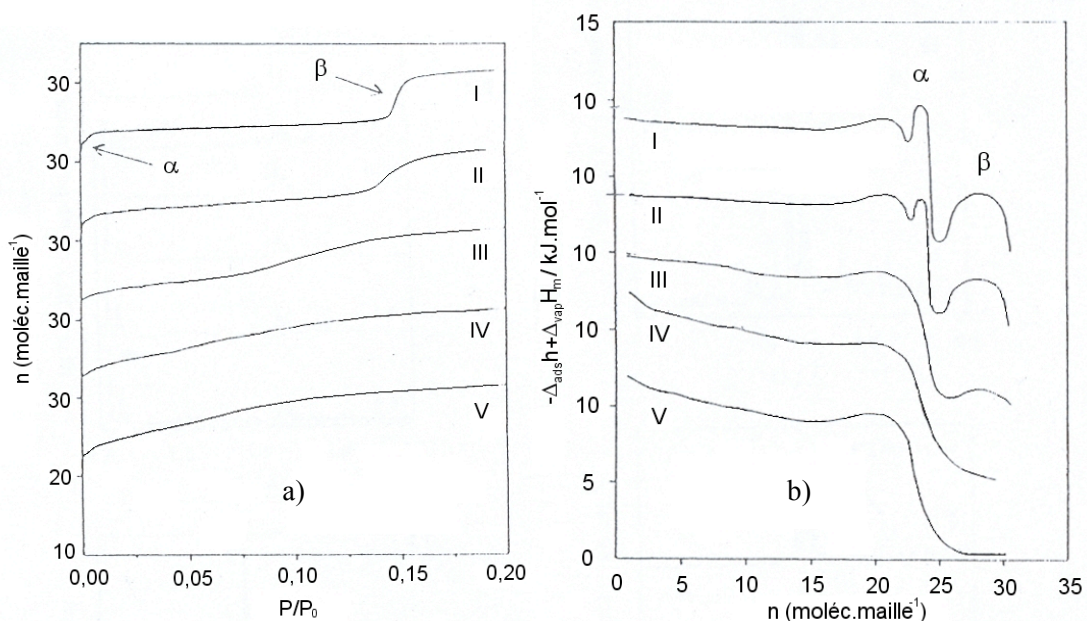 n (moléc.maille⁻¹)
30
30
30
30
30
20
10
0,00
0,05
0,10
0,15
0,20
P/P₀
α
β
I
II
III
IV
V
a)
-Δadsh+ΔvapHm / kJ.mol⁻¹
15
10
10
10
10
10
5
0
0
5
10
15
20
25
30
35
n (moléc.maille⁻¹)
α
β
I
II
III
IV
V
b)